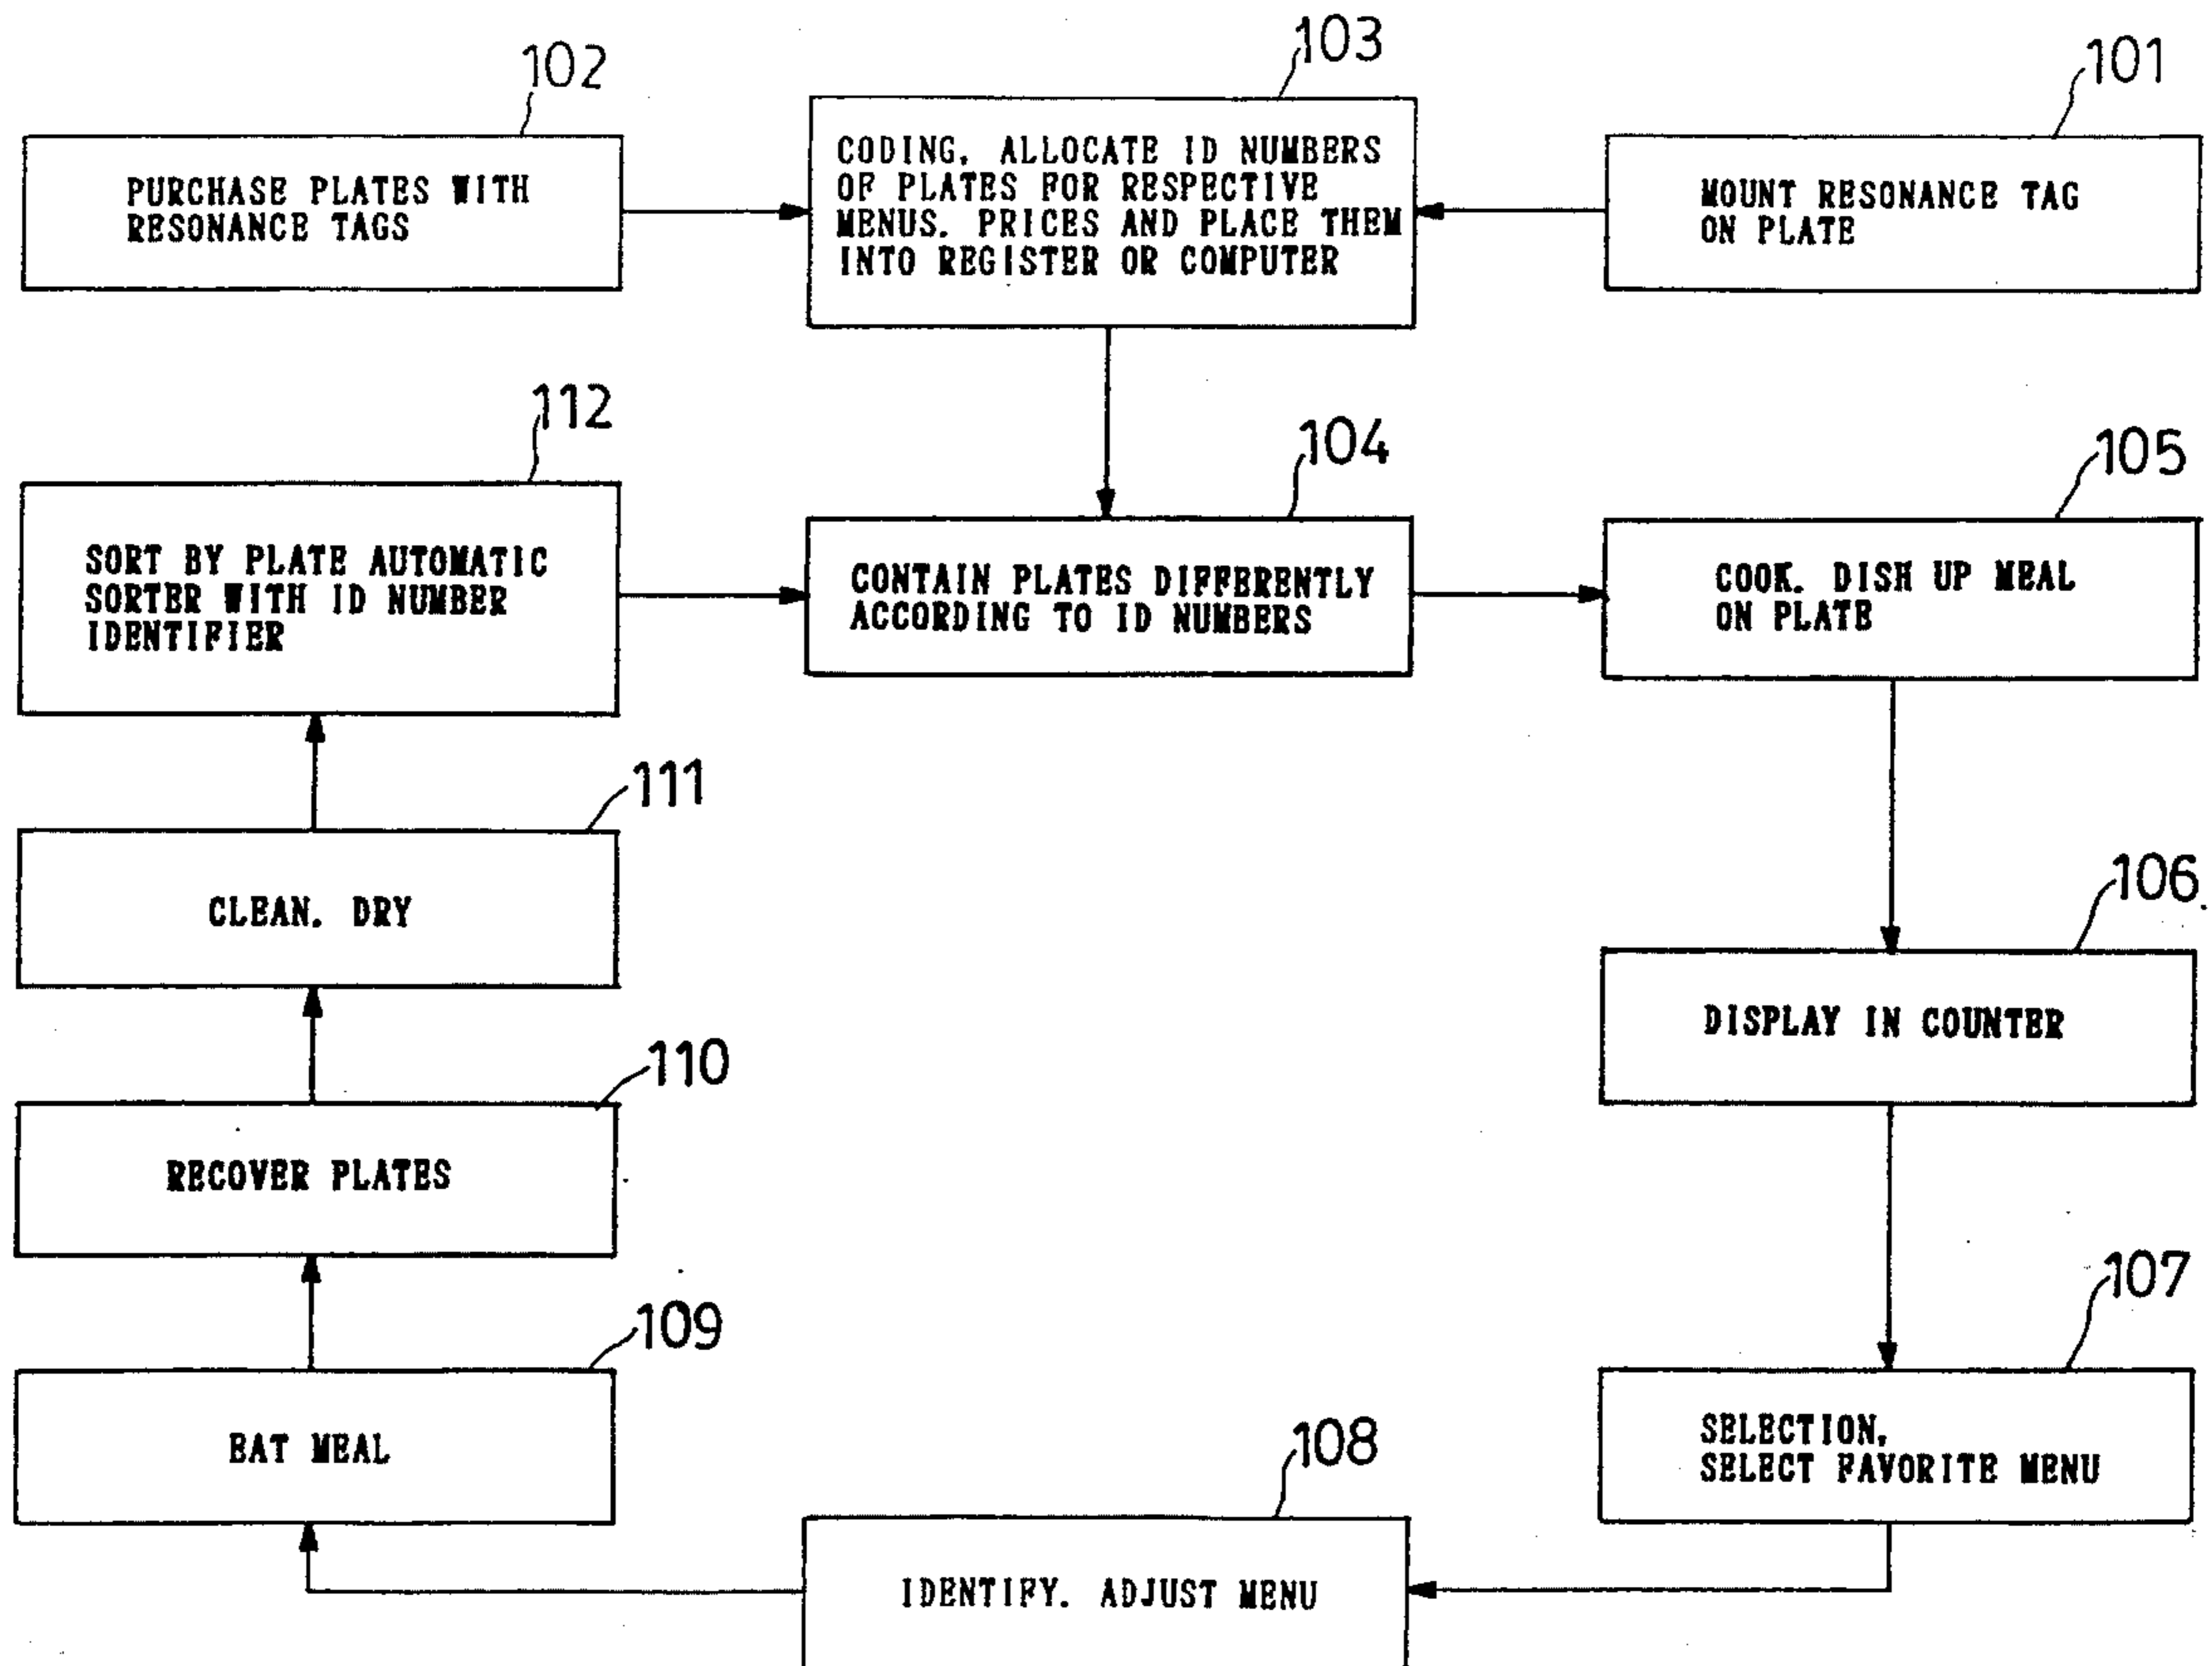 102
103
101
PURCHASE PLATES WITH
RESONANCE TAGS
CODING. ALLOCATE ID NUMBERS
OF PLATES FOR RESPECTIVE
MENUS. PRICES AND PLACE THEM
INTO REGISTER OR COMPUTER
MOUNT RESONANCE TAG
ON PLATE
112
104
105
SORT BY PLATE AUTOMATIC
SORTER WITH ID NUMBER
IDENTIFIER
CONTAIN PLATES DIFFERENTLY
ACCORDING TO ID NUMBERS
COOK. DISH UP MEAL
ON PLATE
111
CLEAN. DRY
106
DISPLAY IN COUNTER
110
RECOVER PLATES
109
EAT MEAL
107
SELECTION.
SELECT FAVORITE MENU
108
IDENTIFY. ADJUST MENU